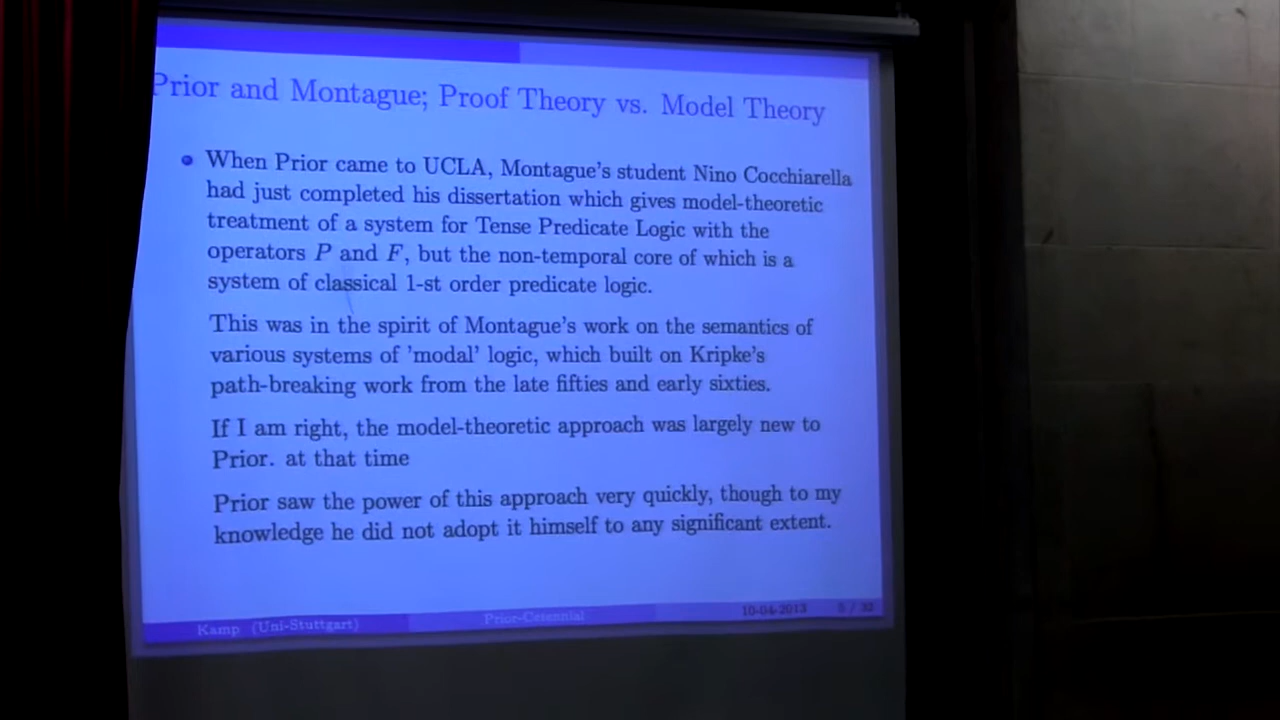 Prior and Montague; Proof Theory vs. Model Theory
When Prior came to UCLA, Montague's student Nino Cocchiarella
had just completed his dissertation which gives model-theoretic
treatment of a system for Tense Predicate Logic with the
operators P and F, but the non-temporal core of which is a
system of classical 1-st order predicate logic.
This was in the spirit of Montague's work on the semantics of
various systems of 'modal' logic, which built on Kripke's
path-breaking work from the late fifties and early sixties.
If I am right, the model-theoretic approach was largely new to
Prior. at that time
Prior saw the power of this approach very quickly, though to my
knowledge he did not adopt it himself to any significant extent.
Kamp (Uni-Stuttgart) 10-04-2013 5 / 32